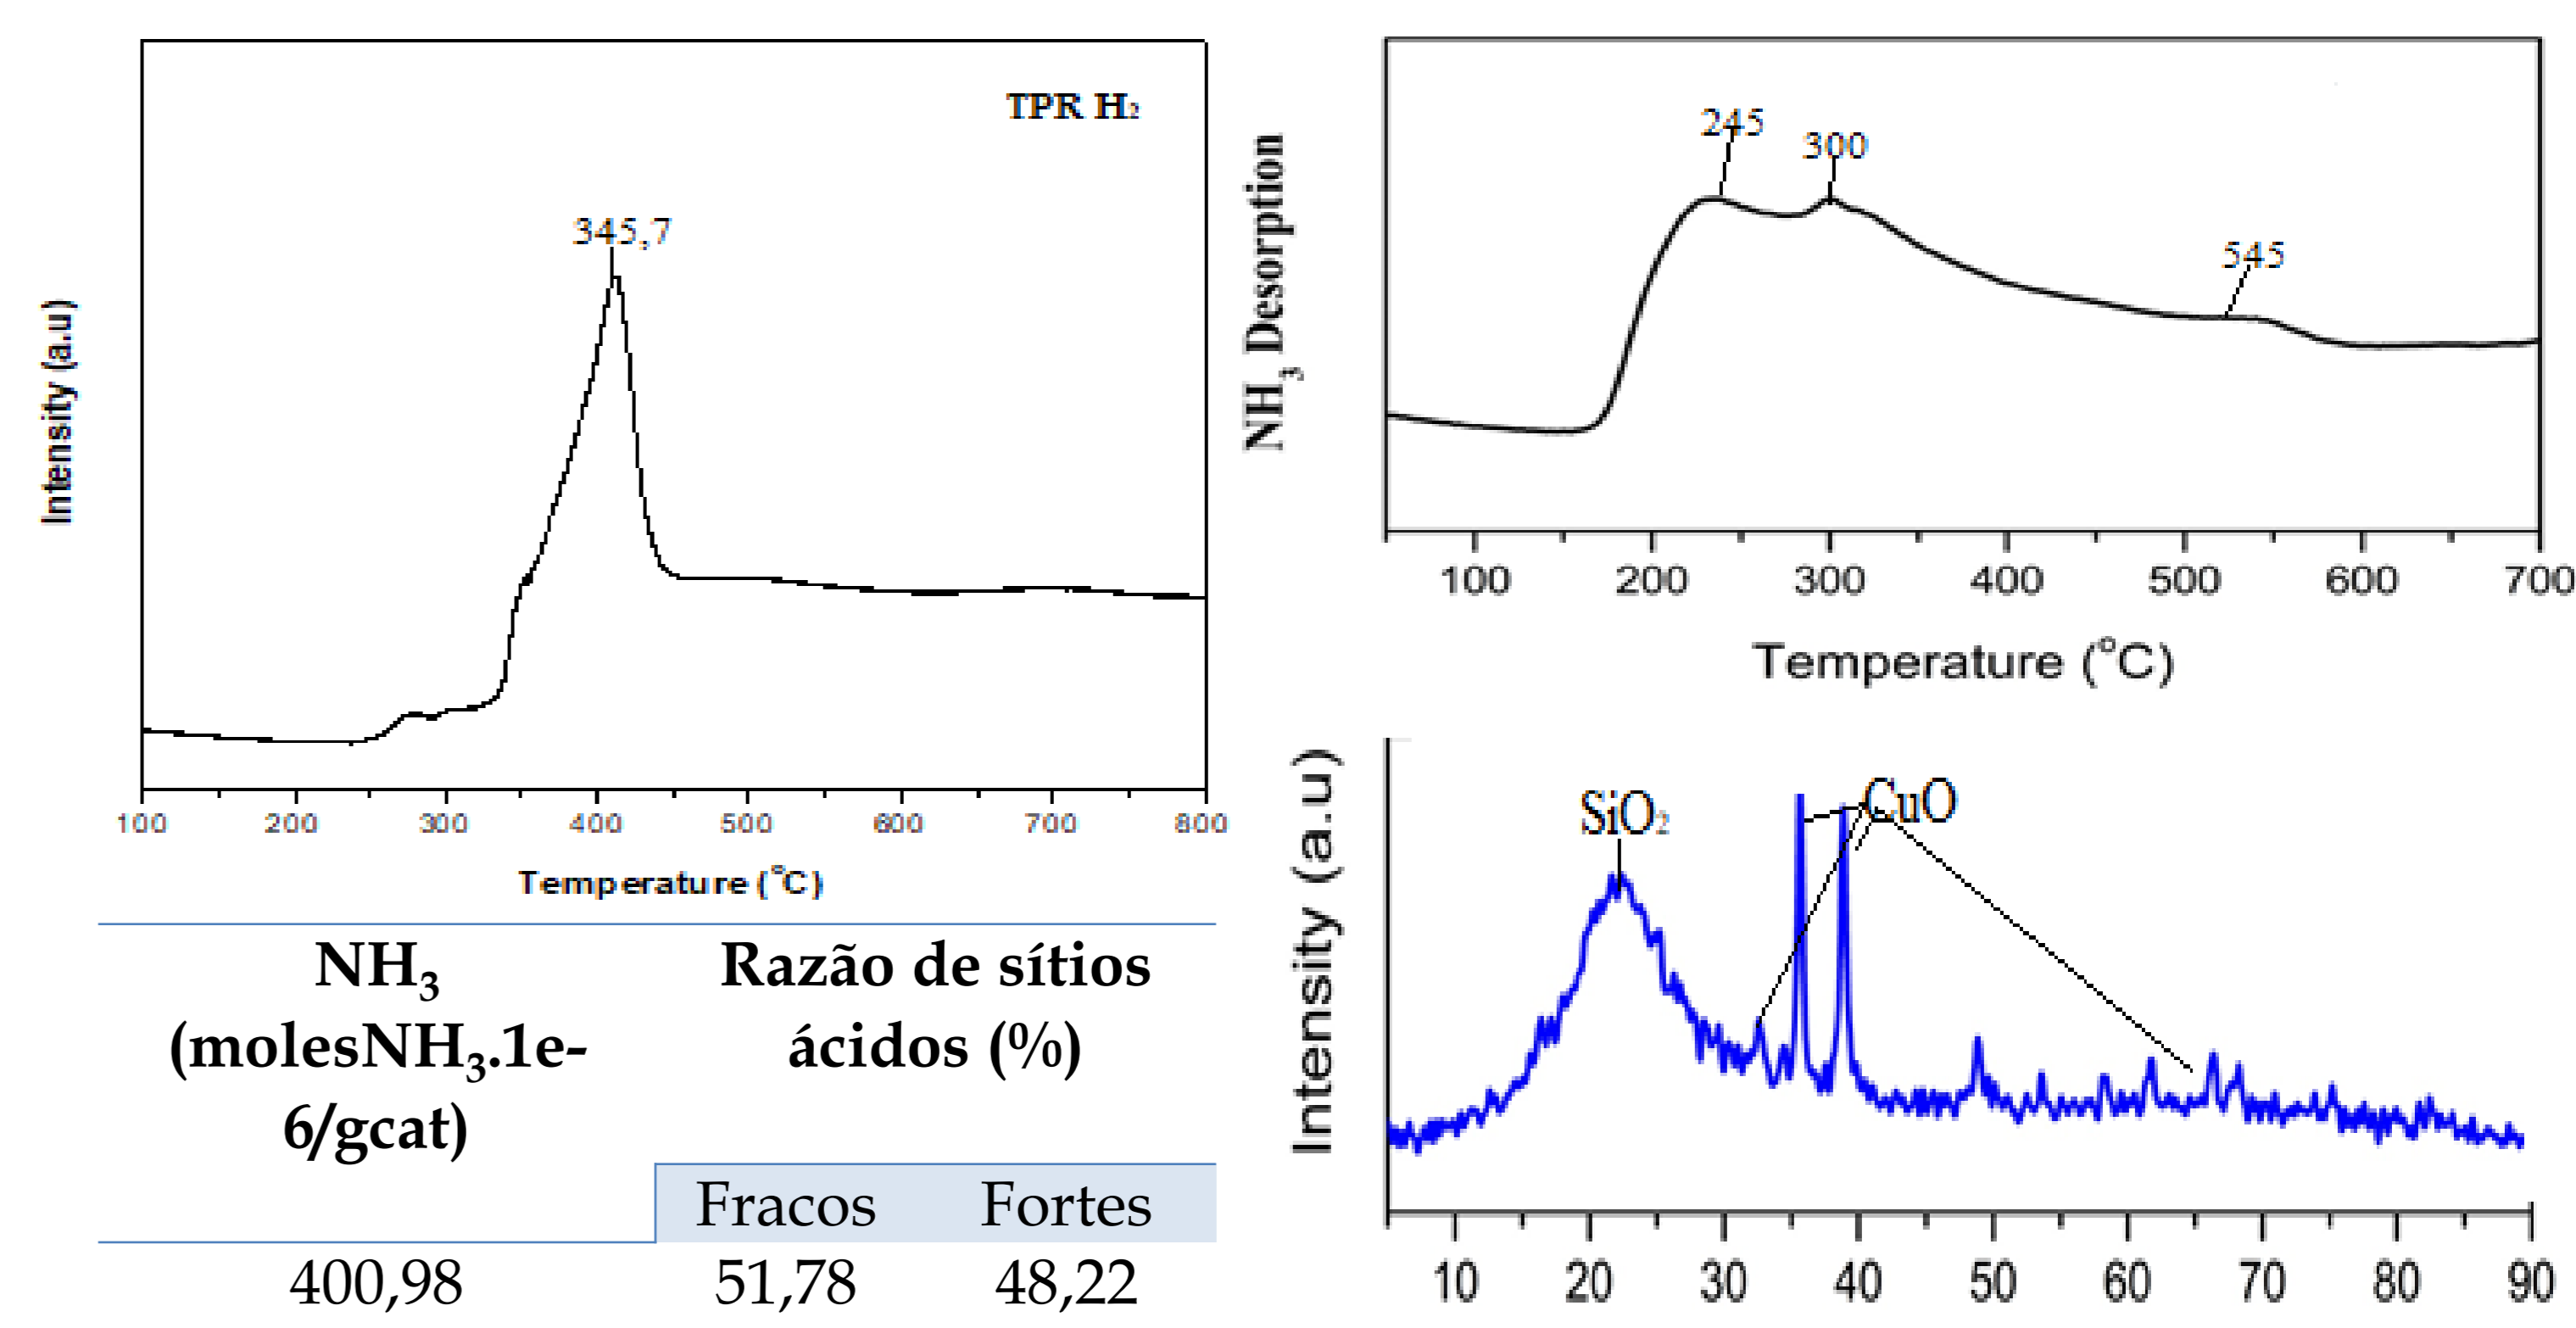 TPR H₂
345,7
Intensity (a.u)
100 200 300 400 500 600 700 800
Temperature (°C)
NH₃ Desorption
245
300
545
100 200 300 400 500 600 700
Temperature (°C)
NH₃
(molesNH₃.1e-
6/gcat)
Razão de sítios
ácidos (%)
Fracos Fortes
400,98 51,78 48,22
Intensity (a.u)
SiO₂
CuO
10 20 30 40 50 60 70 80 90